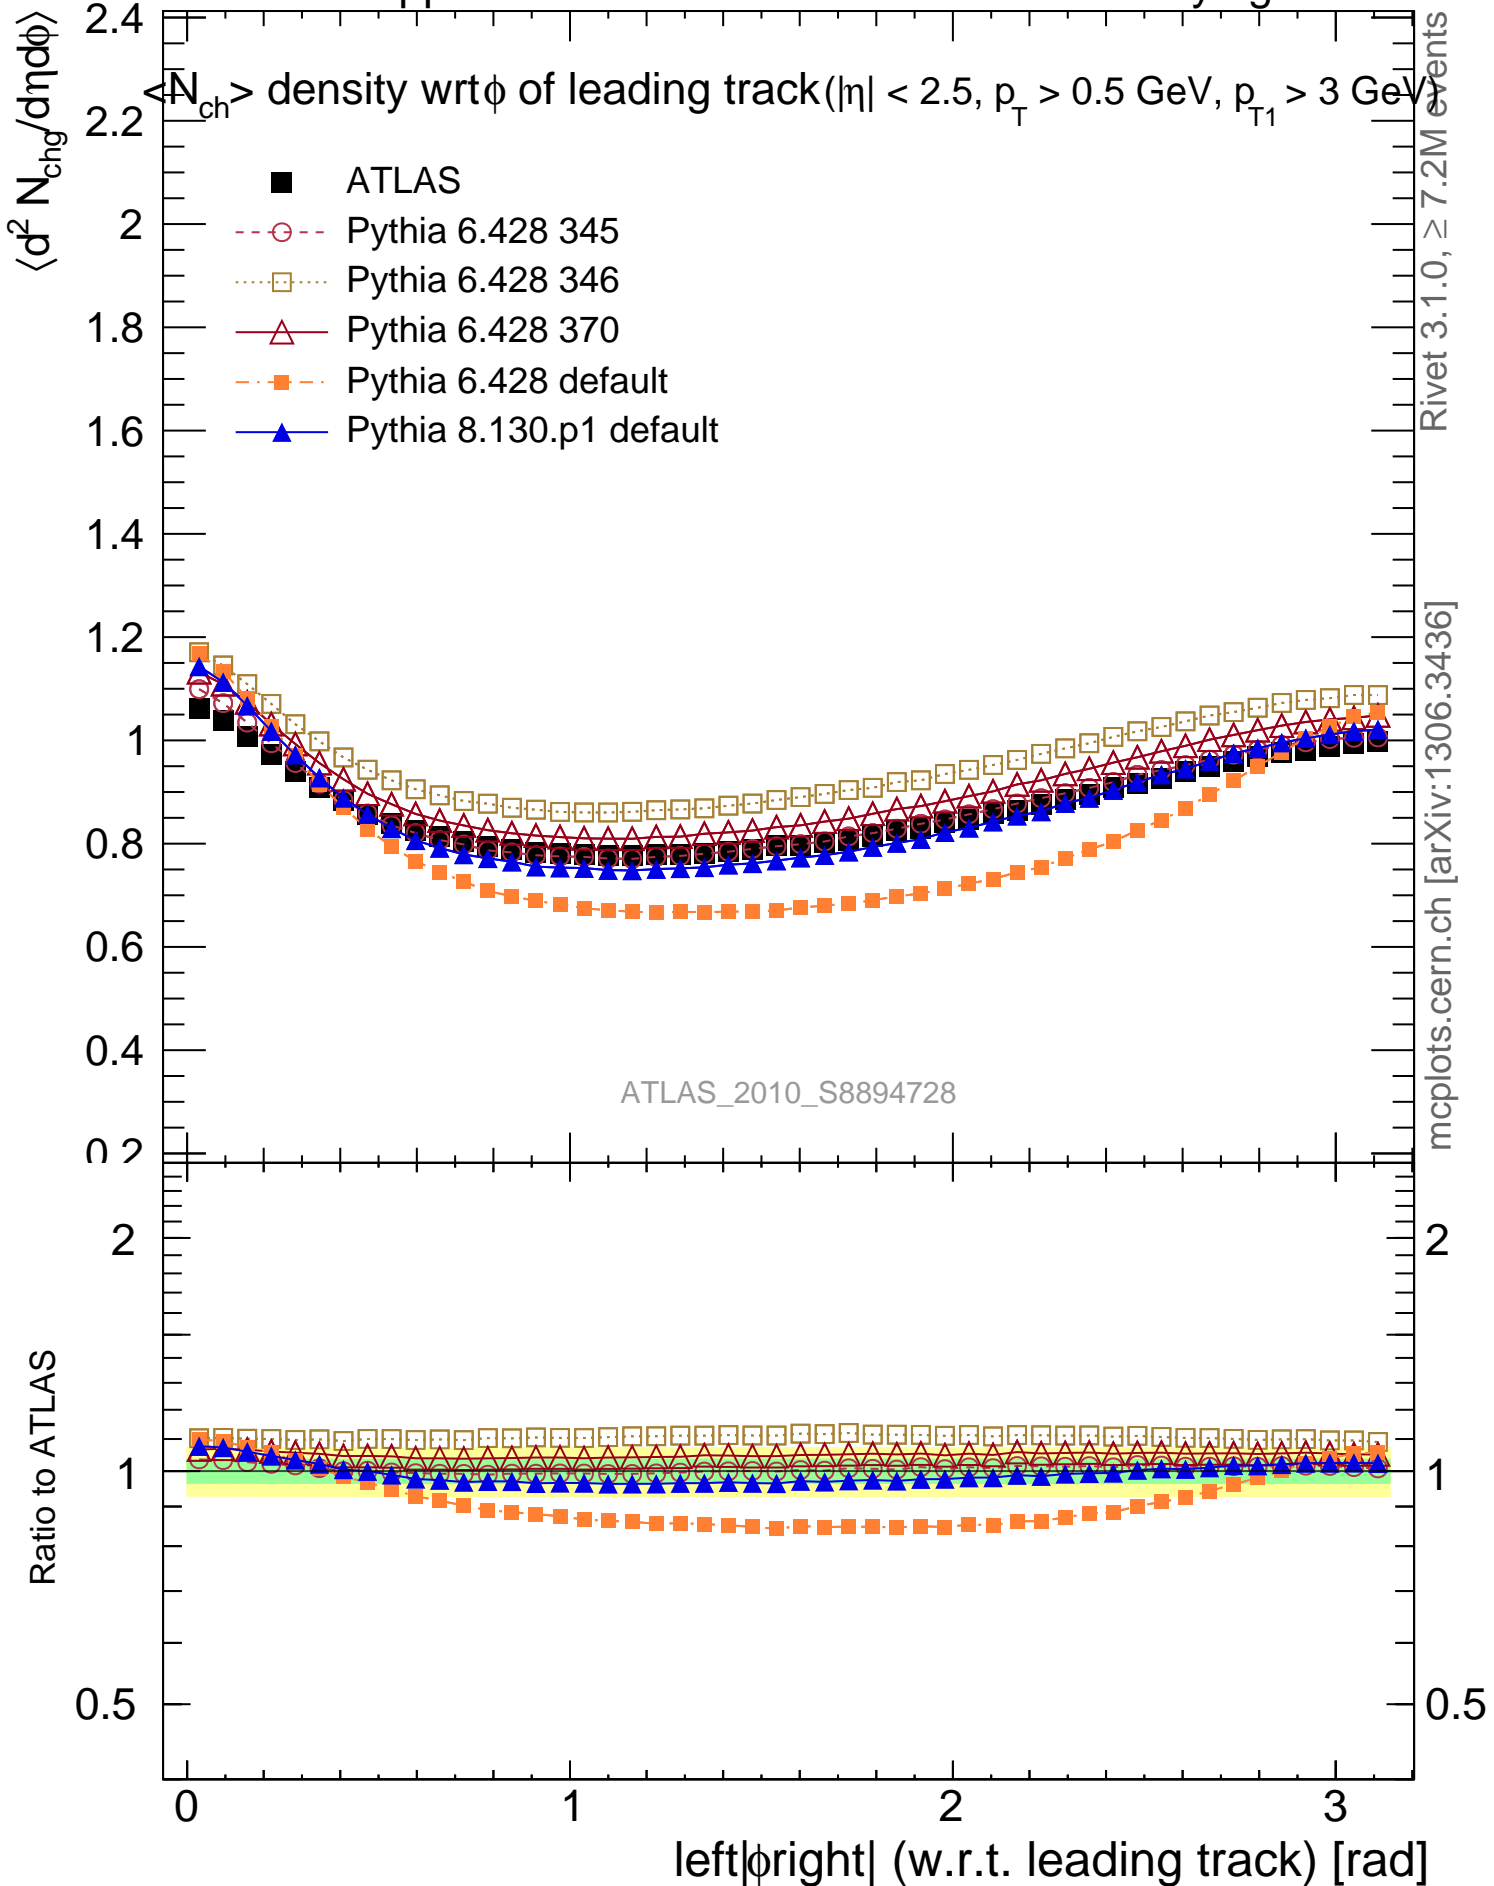 <N_ch> density wrt ϕ of leading track (|η| < 2.5, p_T > 0.5 GeV, p_T1 > 3 GeV)
⟨d² N_chg/dηdϕ⟩
ATLAS
Pythia 6.428 345
Pythia 6.428 346
Pythia 6.428 370
Pythia 6.428 default
Pythia 8.130.p1 default
2.4
2.2
2
1.8
1.6
1.4
1.2
1
0.8
0.6
0.4
0.2
ATLAS_2010_S8894728
Rivet 3.1.0, ≥ 7.2M events
mcplots.cern.ch [arXiv:1306.3436]
Ratio to ATLAS
2
1
0.5
2
1
0.5
0
1
2
3
left|ϕright| (w.r.t. leading track) [rad]